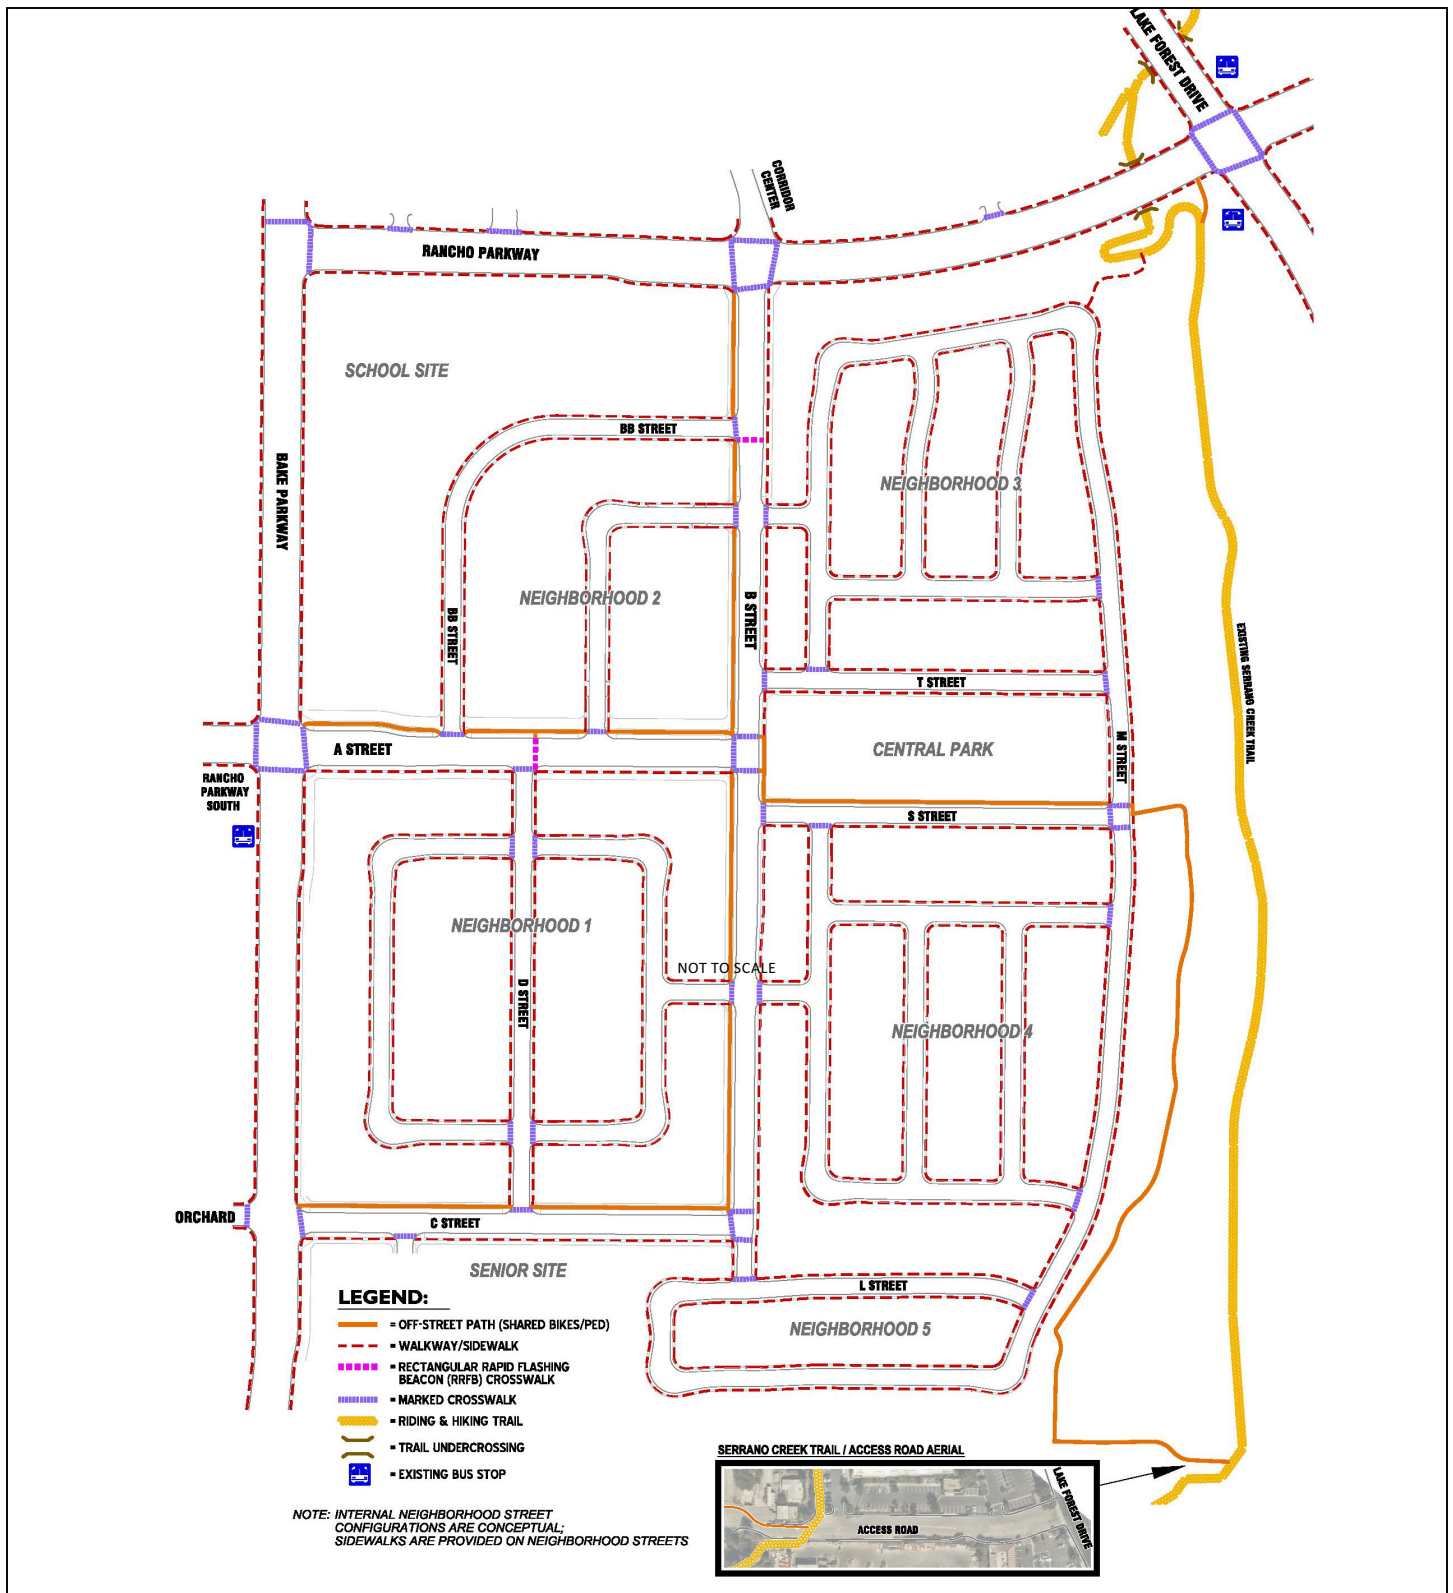 LAKE FOREST DRIVE
CORRIDOR
CENTER
RANCHO PARKWAY
SCHOOL SITE
BB STREET
BAKE PARKWAY
NEIGHBORHOOD 3
NEIGHBORHOOD 2
B STREET
BB STREET
EXISTING SERRANO CREEK TRAIL
T STREET
A STREET
CENTRAL PARK
M STREET
RANCHO
PARKWAY
SOUTH
S STREET
NEIGHBORHOOD 1
NOT TO SCALE
D STREET
NEIGHBORHOOD 4
ORCHARD
C STREET
SENIOR SITE
L STREET
NEIGHBORHOOD 5
LEGEND:
= OFF-STREET PATH (SHARED BIKES/PED)
= WALKWAY/SIDEWALK
= RECTANGULAR RAPID FLASHING
BEACON (RRFB) CROSSWALK
= MARKED CROSSWALK
= RIDING & HIKING TRAIL
= TRAIL UNDERCROSSING
= EXISTING BUS STOP
NOTE: INTERNAL NEIGHBORHOOD STREET
CONFIGURATIONS ARE CONCEPTUAL;
SIDEWALKS ARE PROVIDED ON NEIGHBORHOOD STREETS
SERRANO CREEK TRAIL / ACCESS ROAD AERIAL
ACCESS ROAD
LAKE FOREST DRIVE